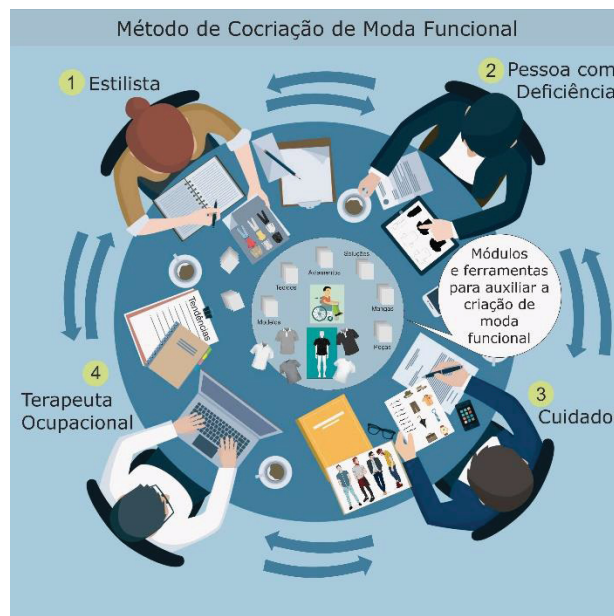 Método de Cocriação de Moda Funcional
1 Estilista
2 Pessoa com
Deficiência
Soluções
Aviamentos
Tecidos
Mangas
Modelos
Peças
Módulos
e ferramentas
para auxiliar a
criação de
moda
funcional
Tendências
4
Terapeuta
Ocupacional
3
Cuidado